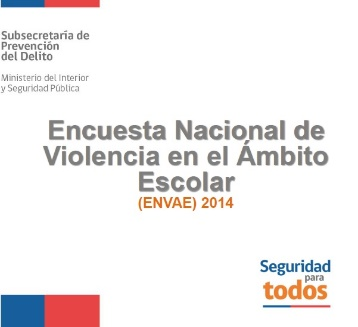 Subsecretaría de
Prevención
del Delito
Ministerio del Interior
y Seguridad Pública
Encuesta Nacional de
Violencia en el Ámbito
Escolar
(ENVAE) 2014
Seguridad
para
todos